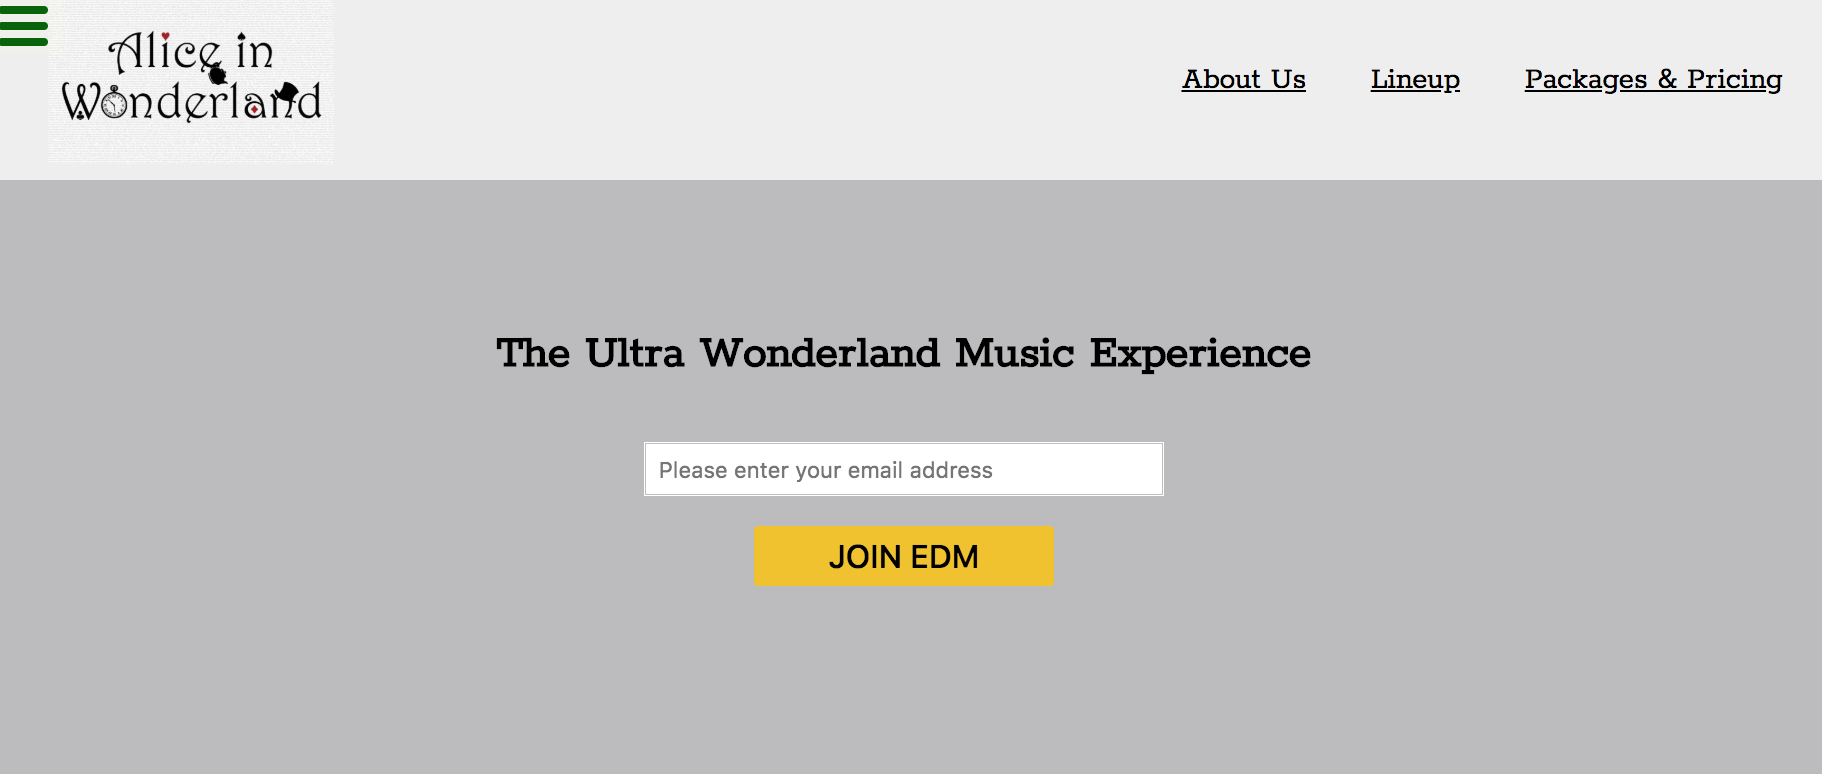 Alice in
Wonderland
About Us Lineup Packages & Pricing
The Ultra Wonderland Music Experience
Please enter your email address
JOIN EDM